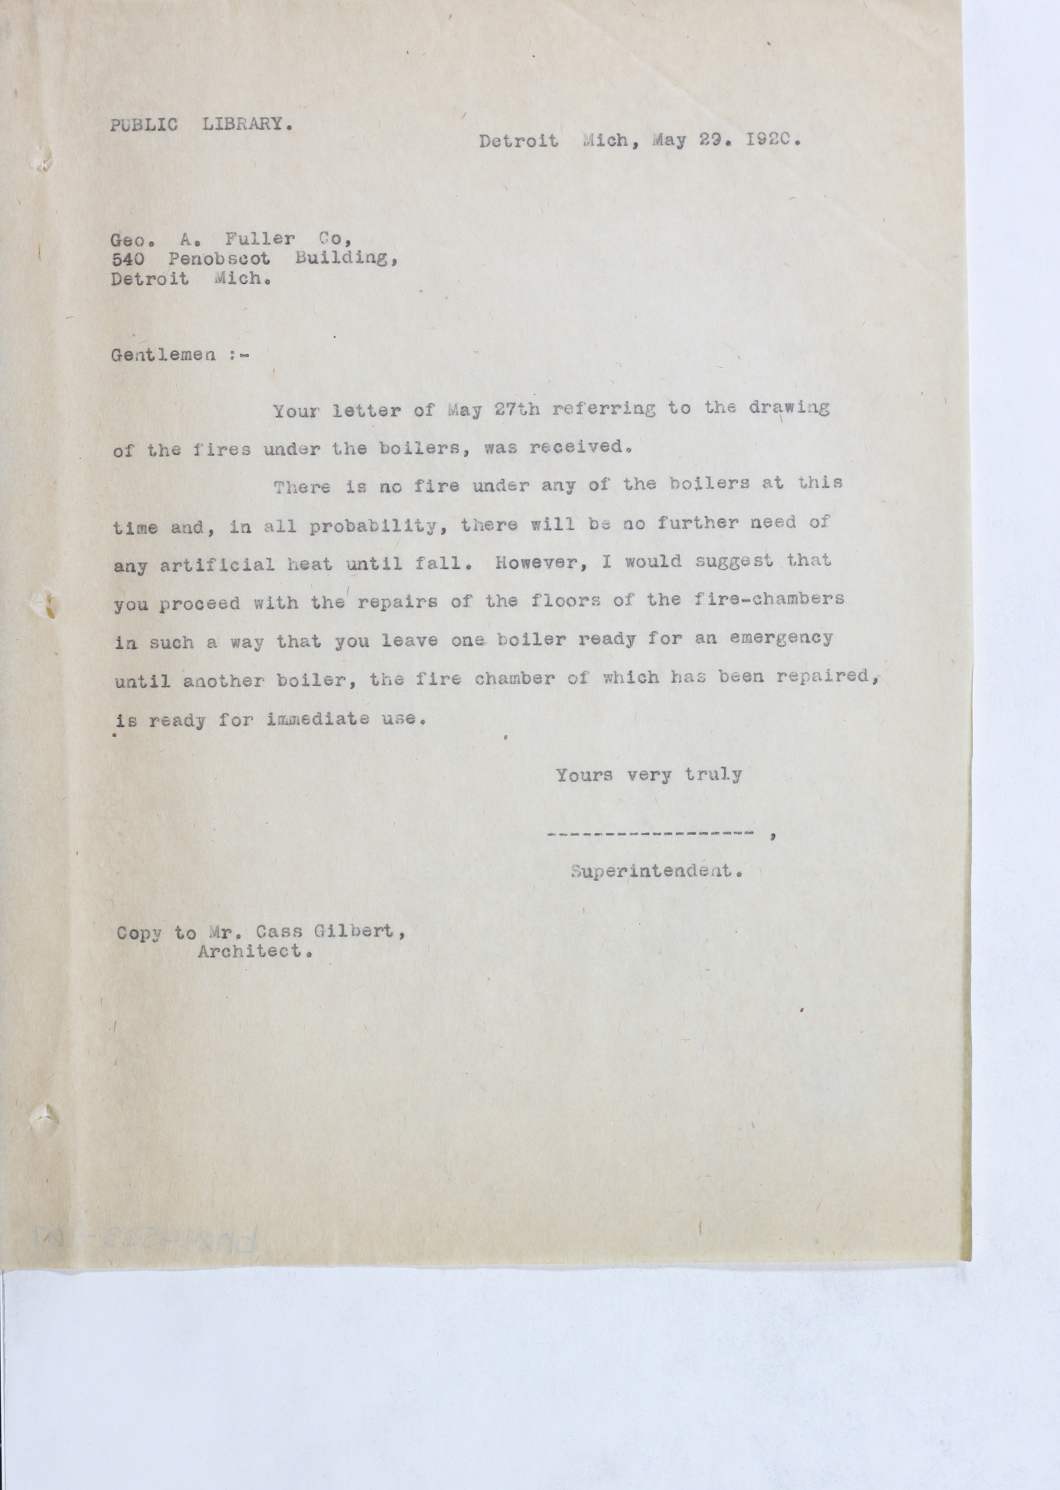 PUBLIC LIBRARY.
Detroit Mich, May 29. I920.
Geo. A. Fuller Co,
540 Penobscot Building,
Detroit Mich.
Gentlemen :-
Your letter of May 27th referring to the drawing
of the fires under the boilers, was received.
There is no fire under any of the boilers at this
time and, in all probability, there will be no further need of
any artificial heat until fall. However, I would suggest that
you proceed with the repairs of the floors of the fire-chambers
in such a way that you leave one boiler ready for an emergency
until another boiler, the fire chamber of which has been repaired,
is ready for immediate use.
Yours very truly
------------------ ,
Superintendent.
Copy to Mr. Cass Gilbert,
Architect.